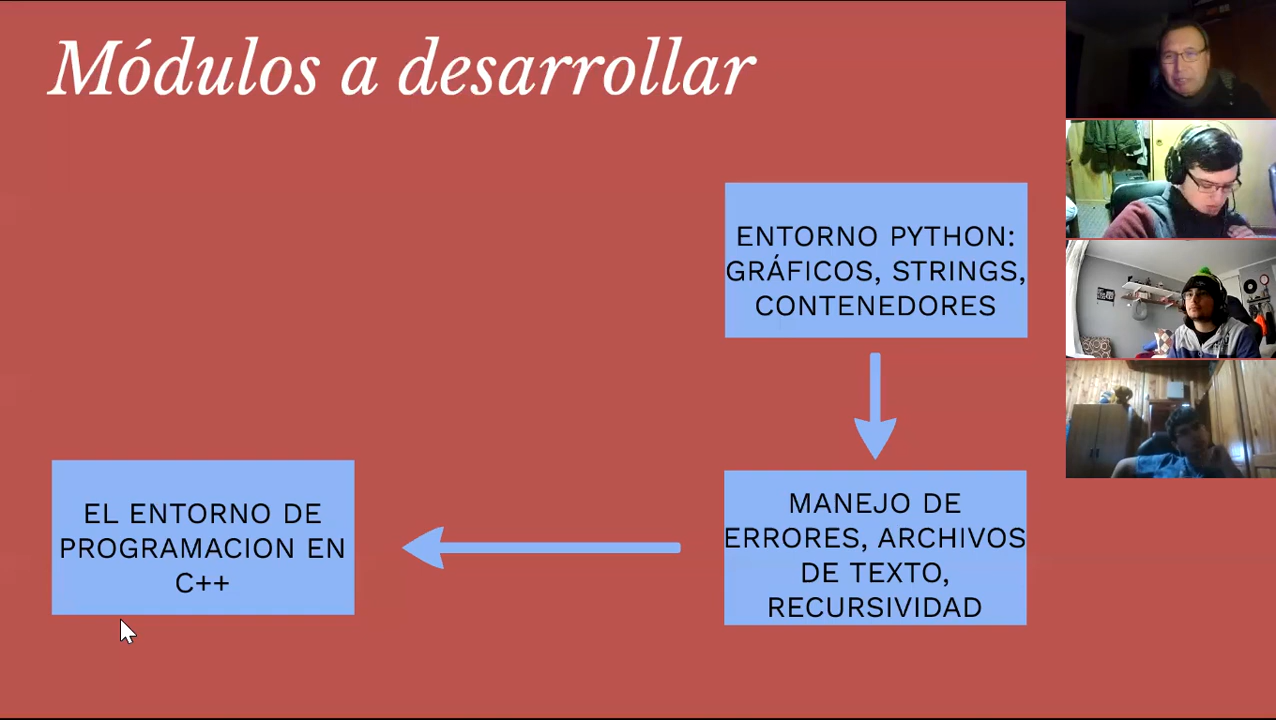 Módulos a desarrollar
ENTORNO PYTHON:
GRÁFICOS, STRINGS,
CONTENEDORES
MANEJO DE
ERRORES, ARCHIVOS
DE TEXTO,
RECURSIVIDAD
EL ENTORNO DE
PROGRAMACION EN
C++